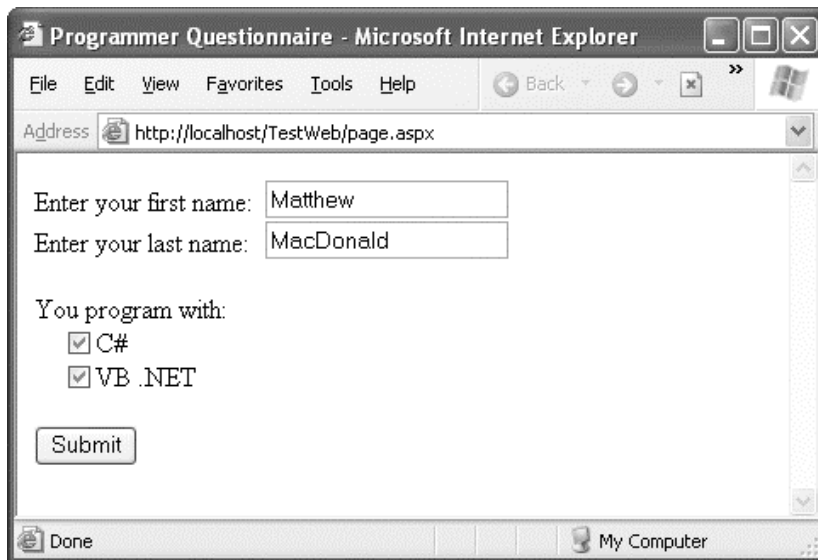 Programmer Questionnaire - Microsoft Internet Explorer
File Edit View Favorites Tools Help Back »
Address http://localhost/TestWeb/page.aspx
Enter your first name: Matthew
Enter your last name: MacDonald
You program with:
C#
VB .NET
Submit
Done My Computer